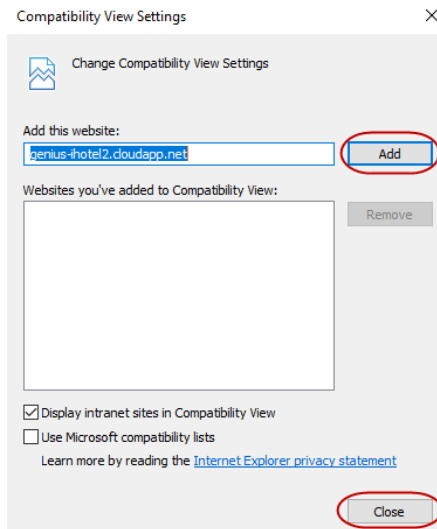 Compatibility View Settings
Change Compatibility View Settings
Add this website:
genius-ihotel2.cloudapp.net
Add
Websites you've added to Compatibility View:
Remove
Display intranet sites in Compatibility View
Use Microsoft compatibility lists
Learn more by reading the Internet Explorer privacy statement
Close